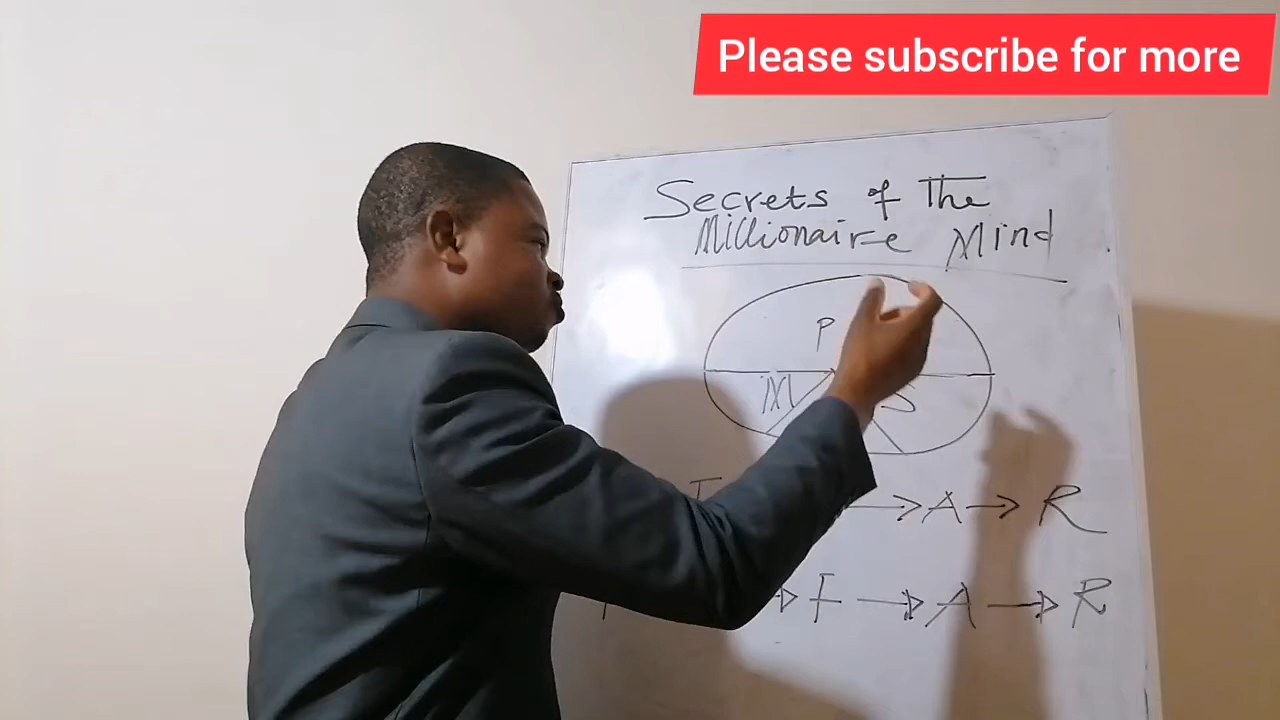 Please subscribe for more
Secrets of The
Millionaire Mind
P
M S
T → A → R
→ F → A → R